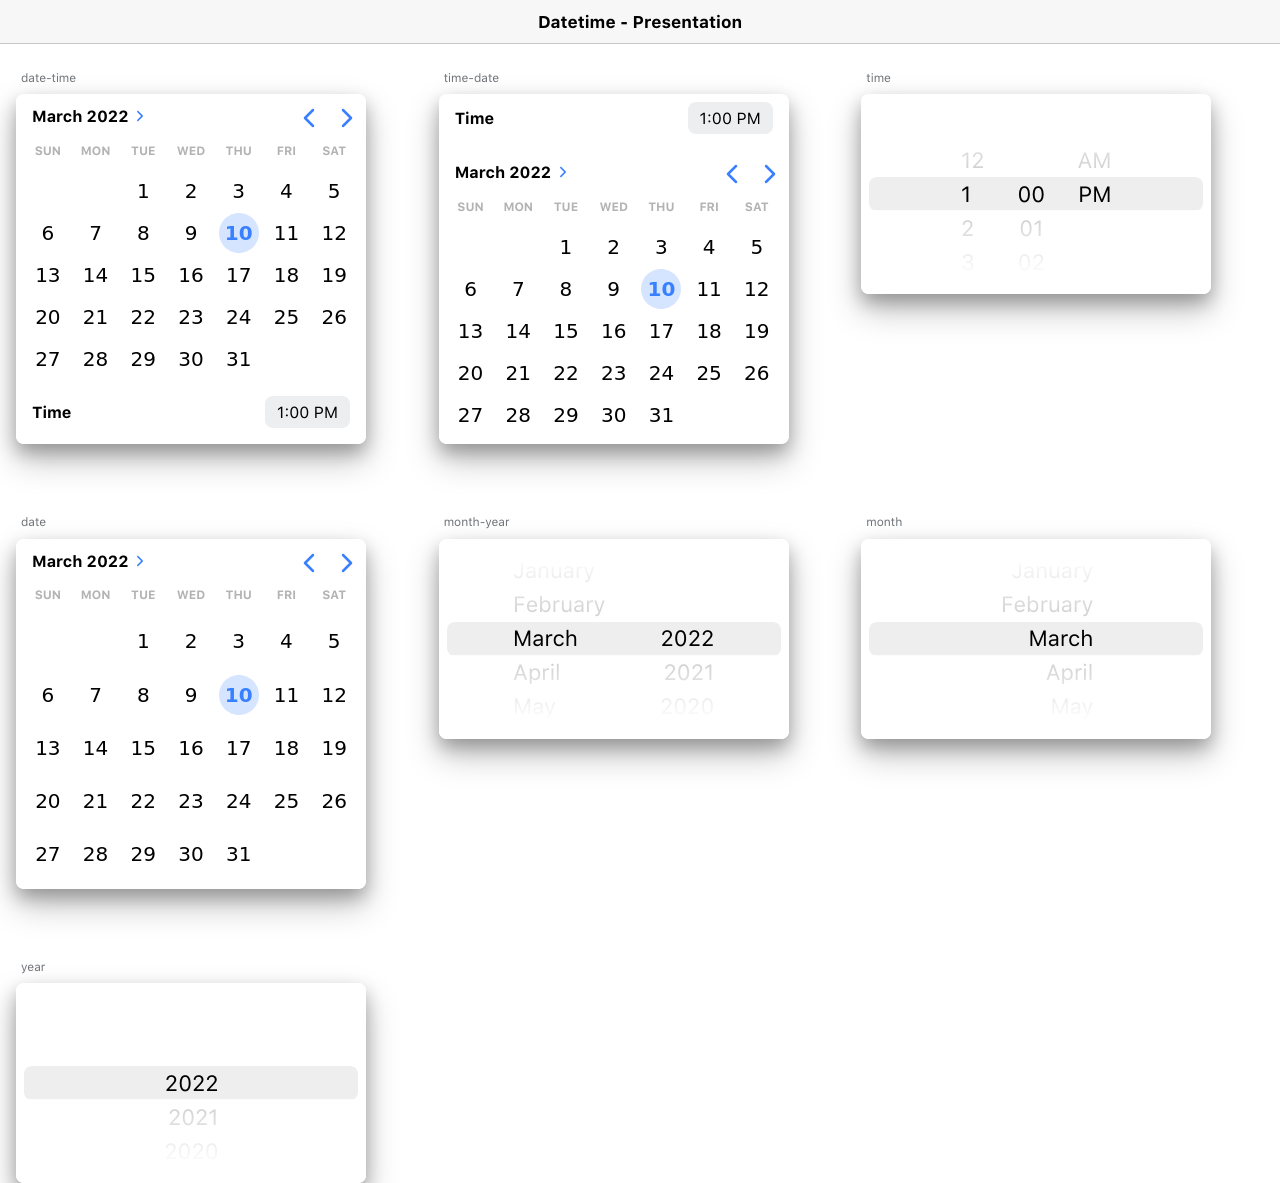 Datetime - Presentation
date-time
March 2022
SUN MON TUE WED THU FRI SAT
1 2 3 4 5
6 7 8 9 10 11 12
13 14 15 16 17 18 19
20 21 22 23 24 25 26
27 28 29 30 31
Time 1:00 PM
time-date
Time 1:00 PM
March 2022
SUN MON TUE WED THU FRI SAT
1 2 3 4 5
6 7 8 9 10 11 12
13 14 15 16 17 18 19
20 21 22 23 24 25 26
27 28 29 30 31
time
12 AM
1 00 PM
2 01
3 02
date
March 2022
SUN MON TUE WED THU FRI SAT
1 2 3 4 5
6 7 8 9 10 11 12
13 14 15 16 17 18 19
20 21 22 23 24 25 26
27 28 29 30 31
month-year
January
February
March 2022
April 2021
May 2020
month
January
February
March
April
May
year
2022
2021
2020